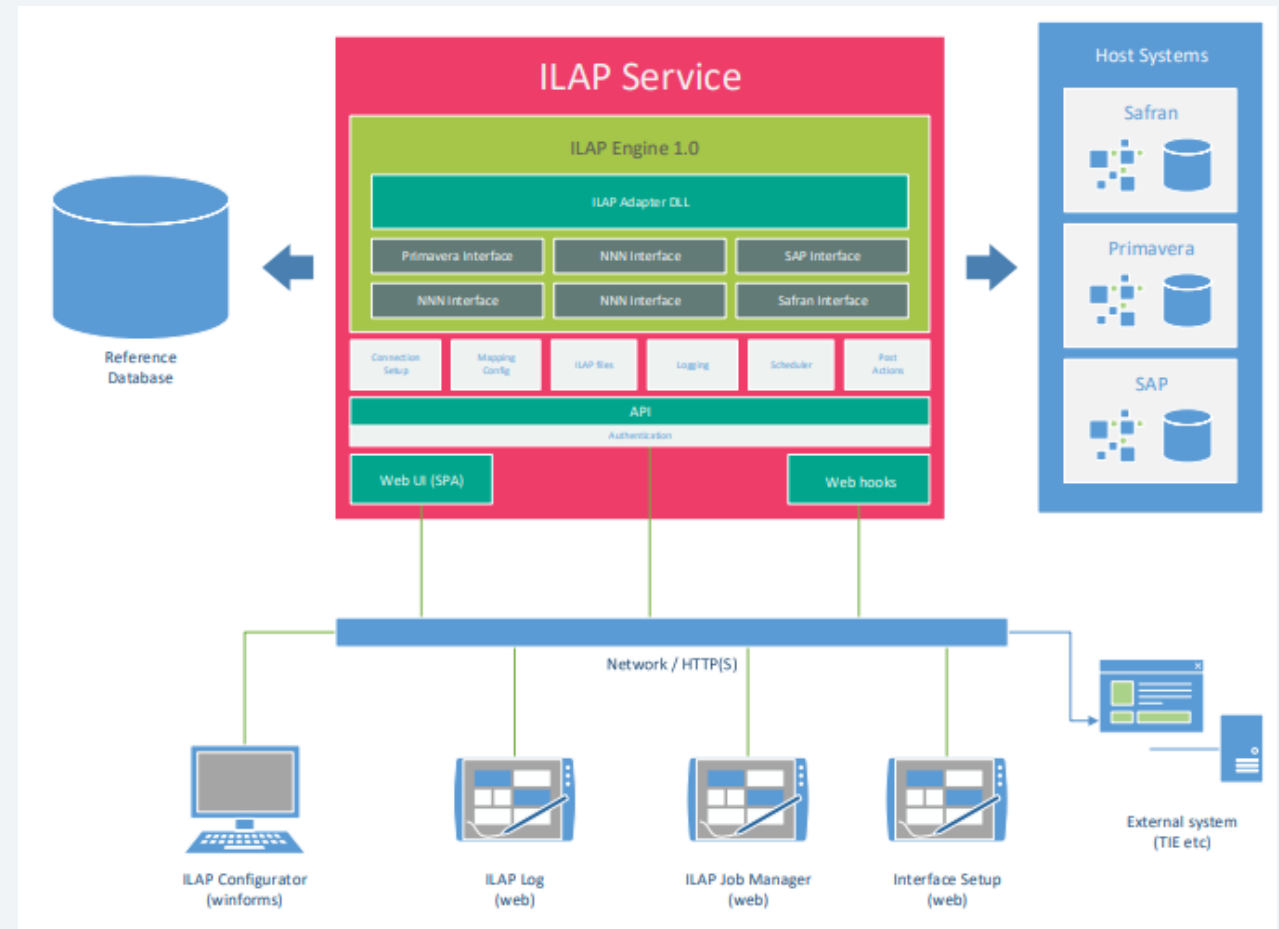 ILAP Service
ILAP Engine 1.0
ILAP Adapter DLL
Primavera Interface
NNN Interface
SAP Interface
NNN Interface
NNN Interface
Safran Interface
Connection
Setup
Mapping
Config
ILAP files
Logging
Scheduler
Post
Actions
API
Authentication
Web UI (SPA)
Web hooks
Reference
Database
Host Systems
Safran
Primavera
SAP
Network / HTTP(S)
ILAP Configurator
(winforms)
ILAP Log
(web)
ILAP Job Manager
(web)
Interface Setup
(web)
External system
(TIE etc)